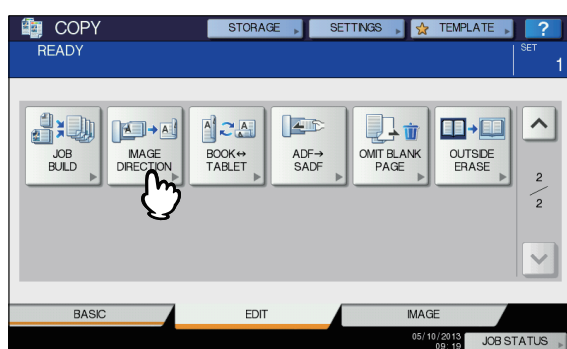 COPY
STORAGE
SETTINGS
TEMPLATE
?
READY
SET
1
JOB
BUILD
IMAGE
DIRECTION
BOOK↔
TABLET
ADF→
SADF
OMIT BLANK
PAGE
OUTSIDE
ERASE
2
2
BASIC
EDIT
IMAGE
05/10/2013
09:19
JOB STATUS